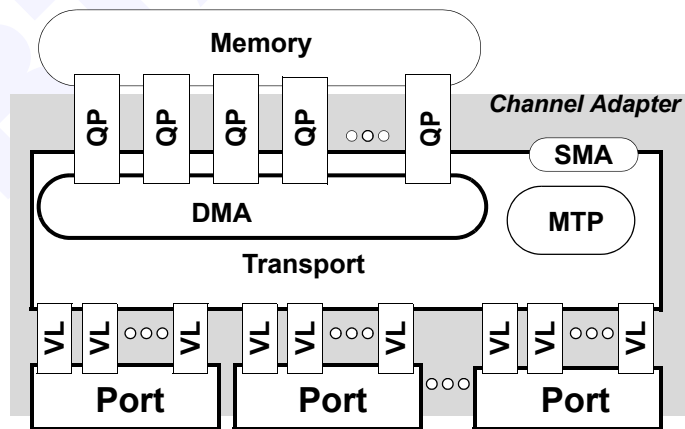 Memory
QP QP QP QP QP
Channel Adapter
SMA
DMA
MTP
Transport
VL VL VL VL VL VL VL VL VL
Port Port Port